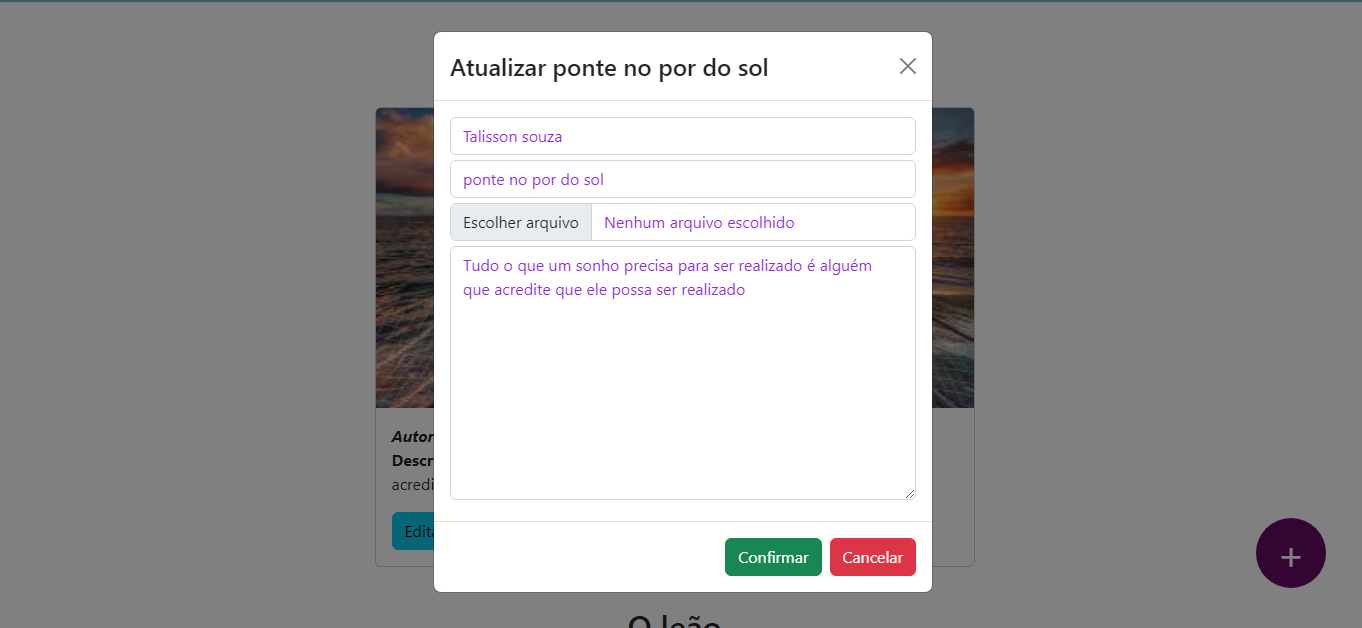 Atualizar ponte no por do sol
Talisson souza
ponte no por do sol
Escolher arquivo Nenhum arquivo escolhido
Tudo o que um sonho precisa para ser realizado é alguém
que acredite que ele possa ser realizado
Autor
Descr
acredi
Edita
Confirmar Cancelar
+
O leão